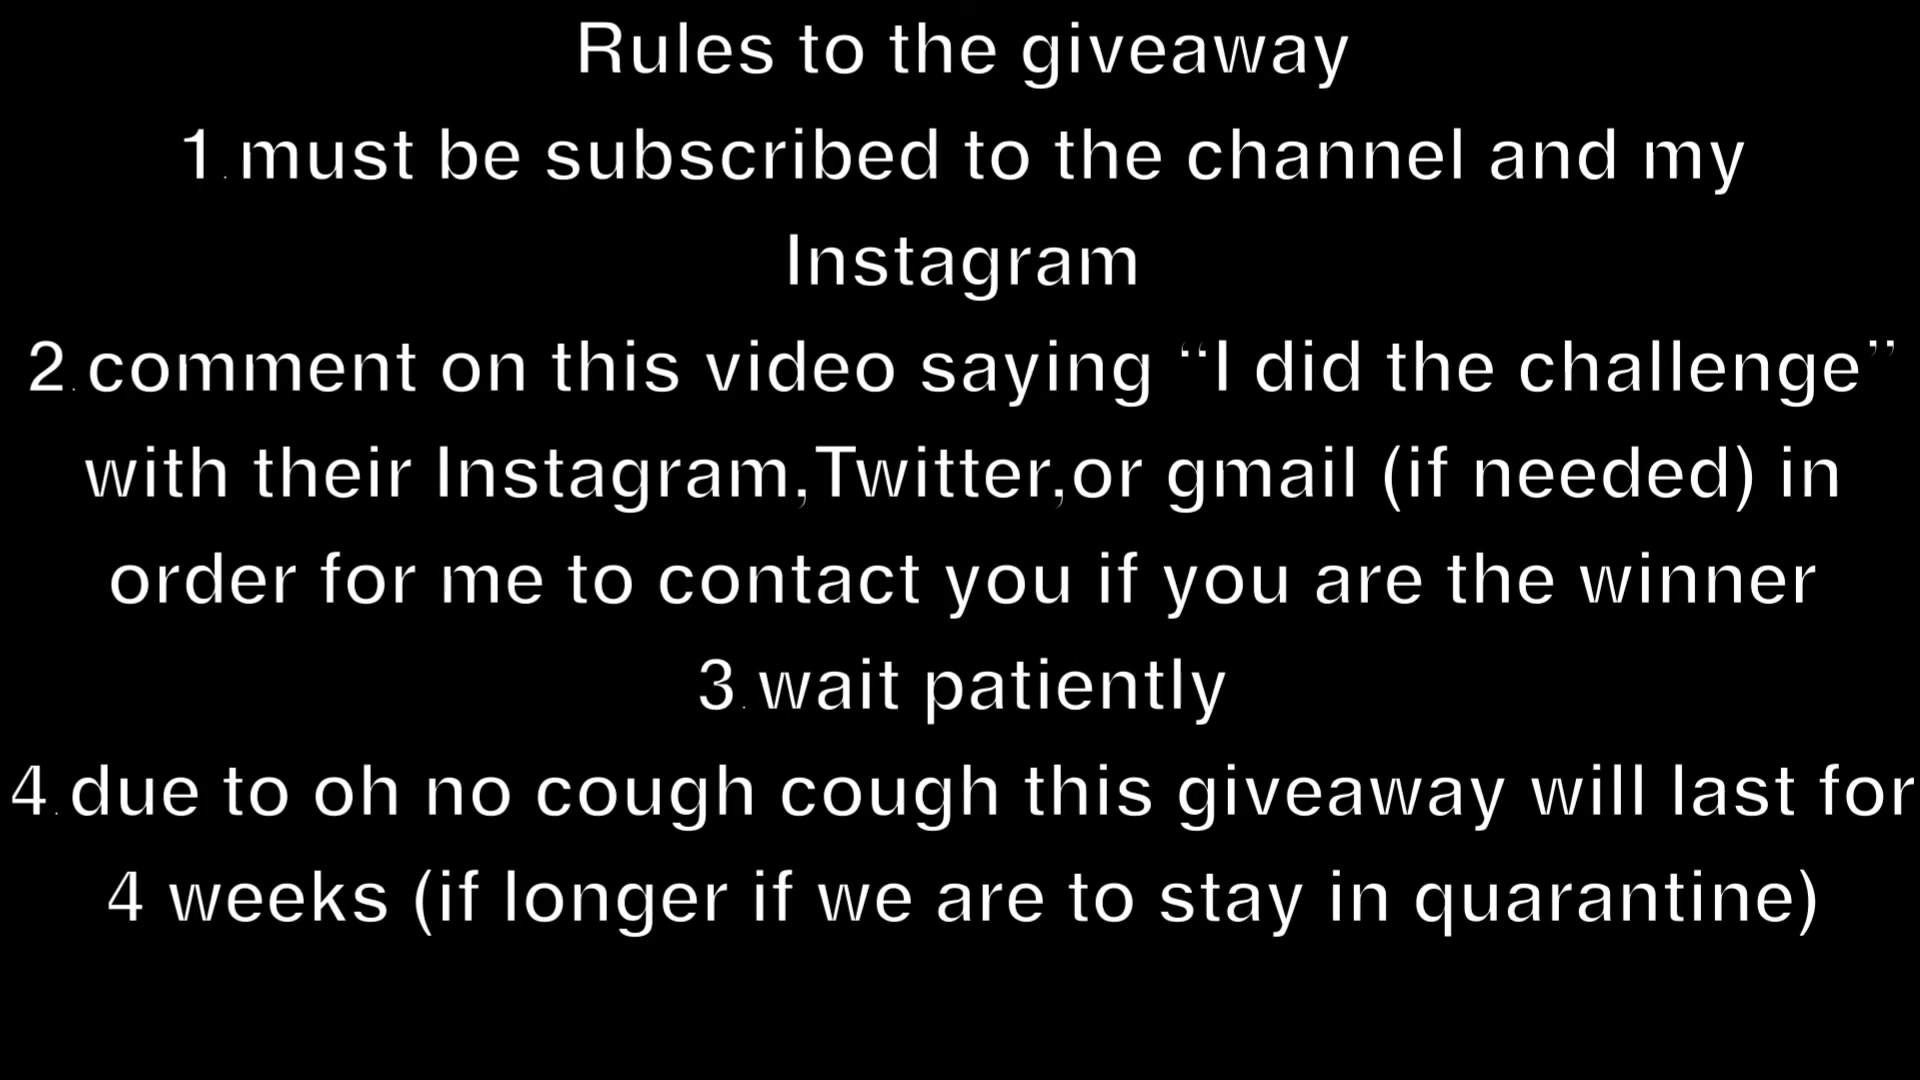 Rules to the giveaway
1.must be subscribed to the channel and my
Instagram
2.comment on this video saying “I did the challenge”
with their Instagram,Twitter,or gmail (if needed) in
order for me to contact you if you are the winner
3.wait patiently
4.due to oh no cough cough this giveaway will last for
4 weeks (if longer if we are to stay in quarantine)